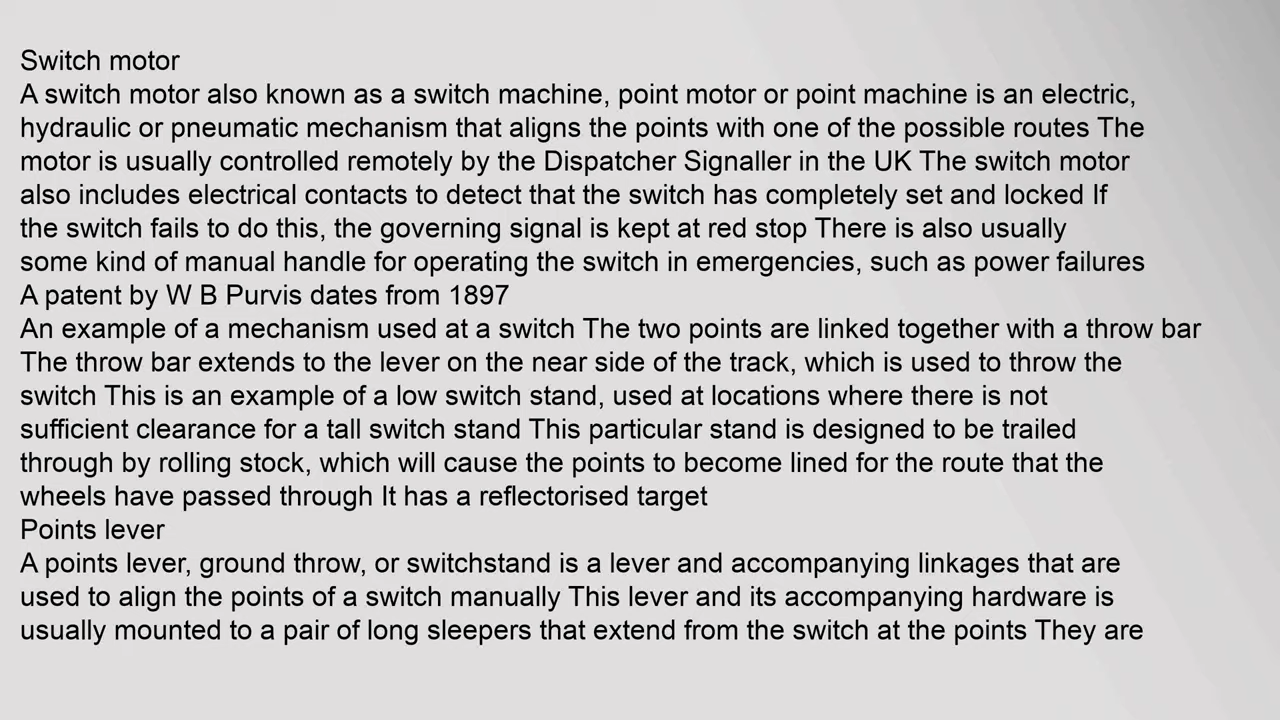 Switch motor
A switch motor also known as a switch machine, point motor or point machine is an electric,
hydraulic or pneumatic mechanism that aligns the points with one of the possible routes The
motor is usually controlled remotely by the Dispatcher Signaller in the UK The switch motor
also includes electrical contacts to detect that the switch has completely set and locked If
the switch fails to do this, the governing signal is kept at red stop There is also usually
some kind of manual handle for operating the switch in emergencies, such as power failures
A patent by W B Purvis dates from 1897
An example of a mechanism used at a switch The two points are linked together with a throw bar
The throw bar extends to the lever on the near side of the track, which is used to throw the
switch This is an example of a low switch stand, used at locations where there is not
sufficient clearance for a tall switch stand This particular stand is designed to be trailed
through by rolling stock, which will cause the points to become lined for the route that the
wheels have passed through It has a reflectorised target
Points lever
A points lever, ground throw, or switchstand is a lever and accompanying linkages that are
used to align the points of a switch manually This lever and its accompanying hardware is
usually mounted to a pair of long sleepers that extend from the switch at the points They are